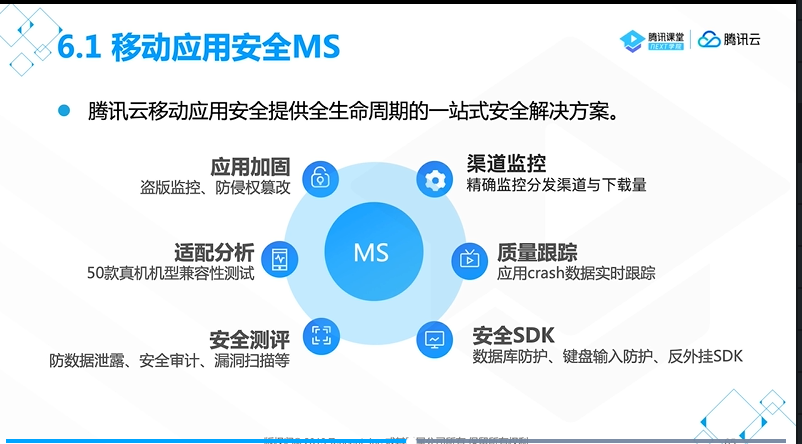 6.1 移动应用安全MS
腾讯课堂
NEXT学院
腾讯云
腾讯云移动应用安全提供全生命周期的一站式安全解决方案。
应用加固
盗版监控、防侵权篡改
渠道监控
精确监控分发渠道与下载量
适配分析
50款真机机型兼容性测试
MS
质量跟踪
应用crash数据实时跟踪
安全测评
防数据泄露、安全审计、漏洞扫描等
安全SDK
数据库防护、键盘输入防护、反外挂SDK